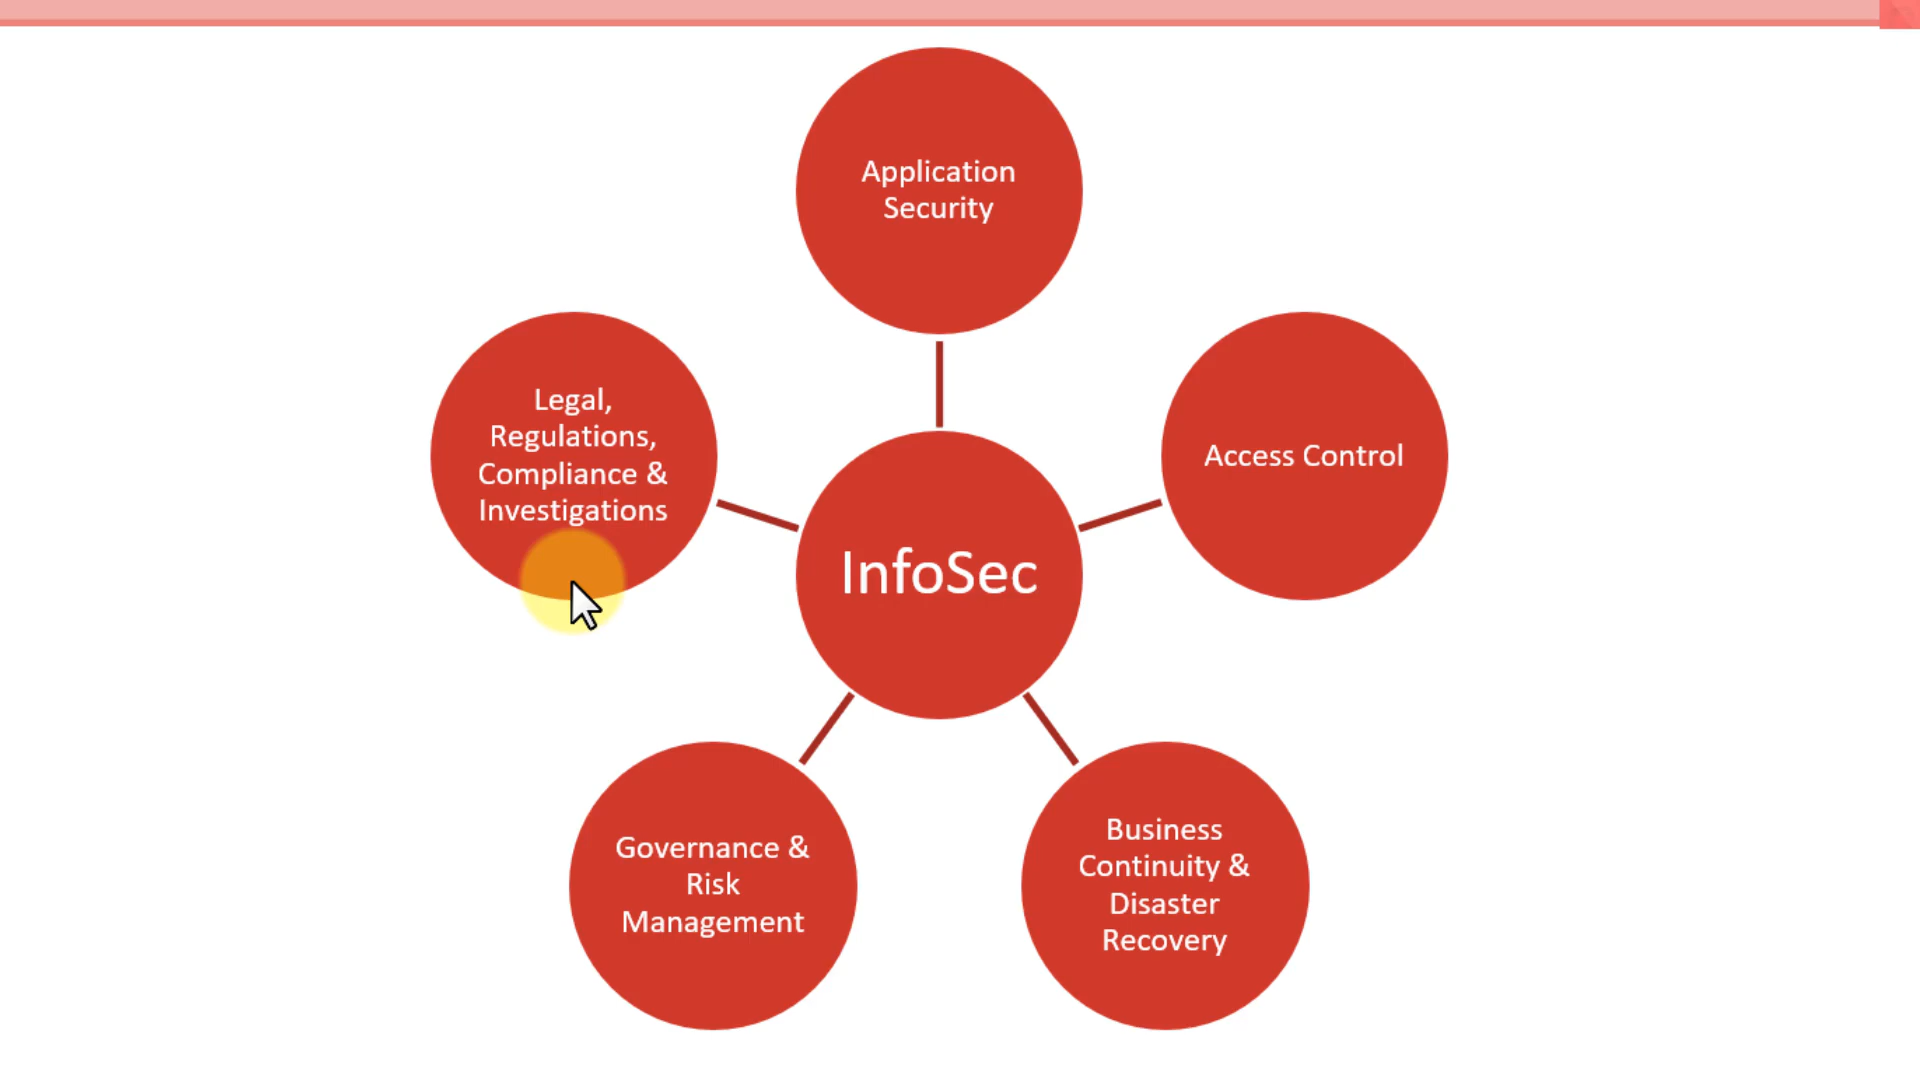 Application
Security
Legal,
Regulations,
Compliance &
Investigations
Access Control
InfoSec
Governance &
Risk
Management
Business
Continuity &
Disaster
Recovery